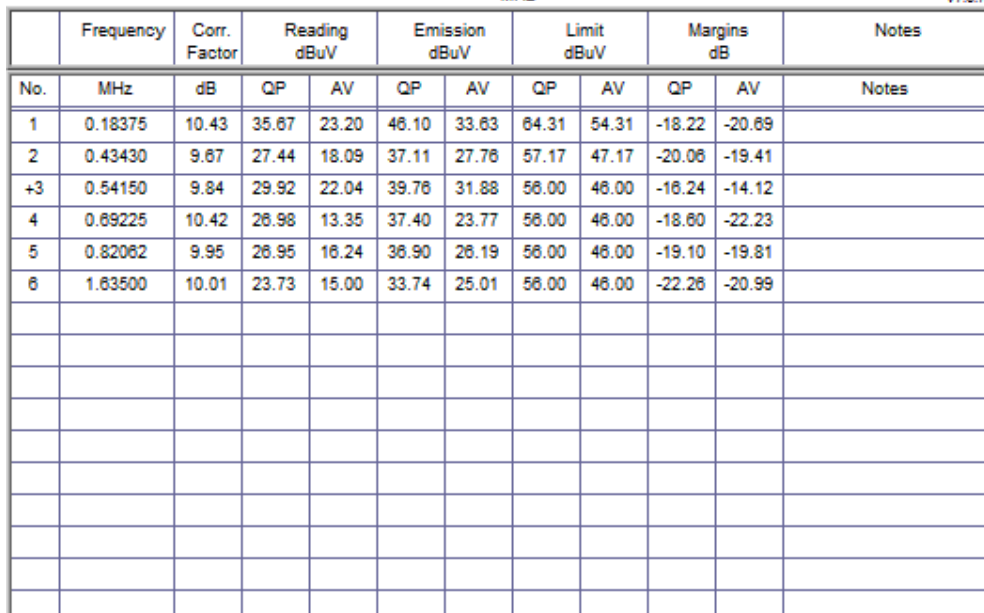 Frequency Corr. Factor Reading dBuV Emission dBuV Limit dBuV Margins dB Notes
No. MHz dB QP AV QP AV QP AV QP AV Notes
1 0.18375 10.43 35.67 23.20 46.10 33.63 64.31 54.31 -18.22 -20.69
2 0.43430 9.67 27.44 18.09 37.11 27.76 57.17 47.17 -20.06 -19.41
+3 0.54150 9.84 29.92 22.04 39.76 31.88 56.00 46.00 -16.24 -14.12
4 0.69225 10.42 26.98 13.35 37.40 23.77 56.00 46.00 -18.60 -22.23
5 0.82062 9.95 26.95 16.24 36.90 26.19 56.00 46.00 -19.10 -19.81
6 1.63500 10.01 23.73 15.00 33.74 25.01 56.00 46.00 -22.26 -20.99